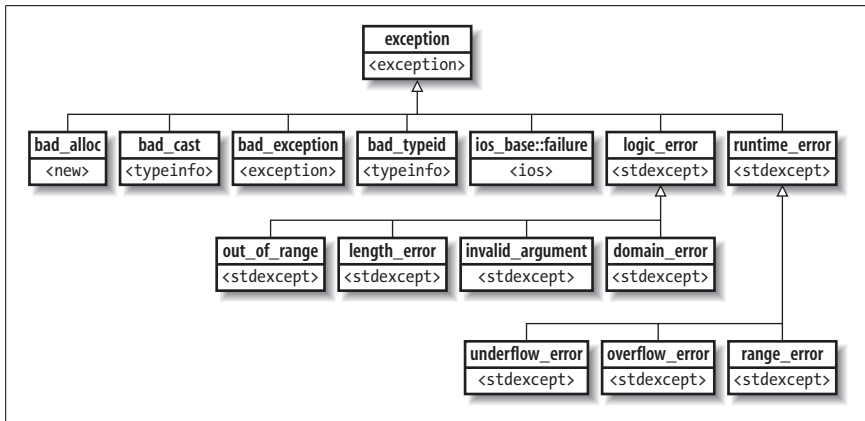 exception
<exception>
bad_alloc
<new>
bad_cast
<typeinfo>
bad_exception
<exception>
bad_typeid
<typeinfo>
ios_base::failure
<ios>
logic_error
<stdexcept>
runtime_error
<stdexcept>
out_of_range
<stdexcept>
length_error
<stdexcept>
invalid_argument
<stdexcept>
domain_error
<stdexcept>
underflow_error
<stdexcept>
overflow_error
<stdexcept>
range_error
<stdexcept>